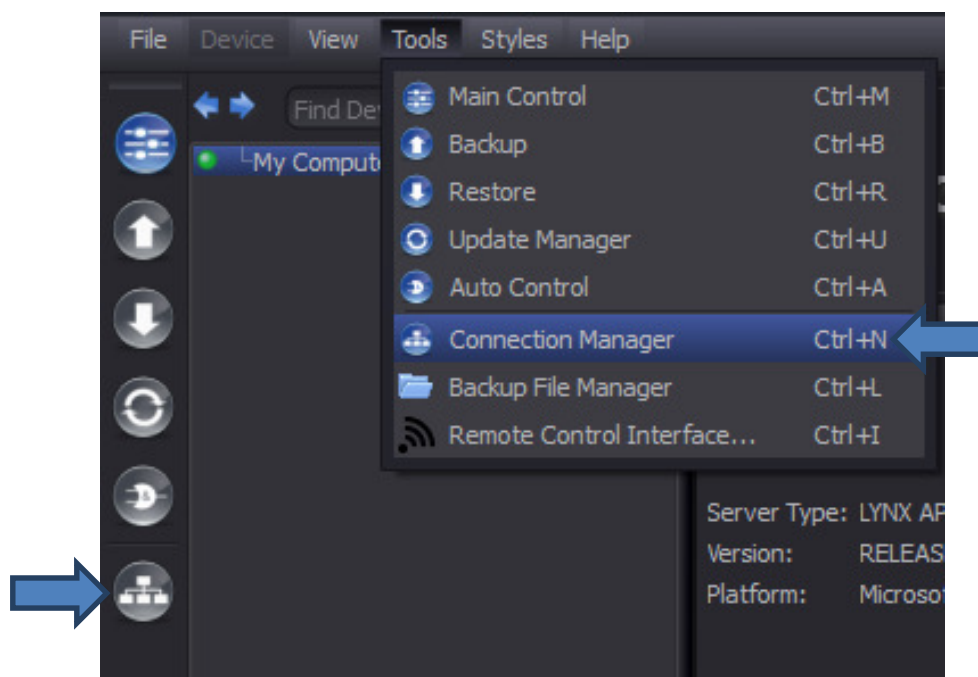 File Device View Tools Styles Help
Find De
My Comput
Main Control Ctrl+M
Backup Ctrl+B
Restore Ctrl+R
Update Manager Ctrl+U
Auto Control Ctrl+A
Connection Manager Ctrl+N
Backup File Manager Ctrl+L
Remote Control Interface... Ctrl+I
Server Type: LYNX AP
Version: RELEAS
Platform: Microso